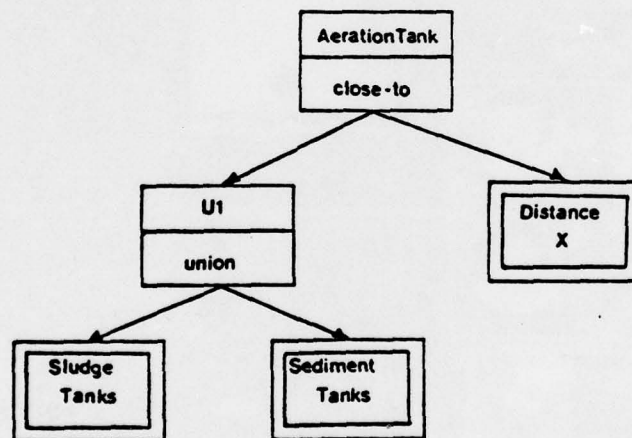 AerationTank
close-to
U1
union
Distance
X
Sludge
Tanks
Sediment
Tanks